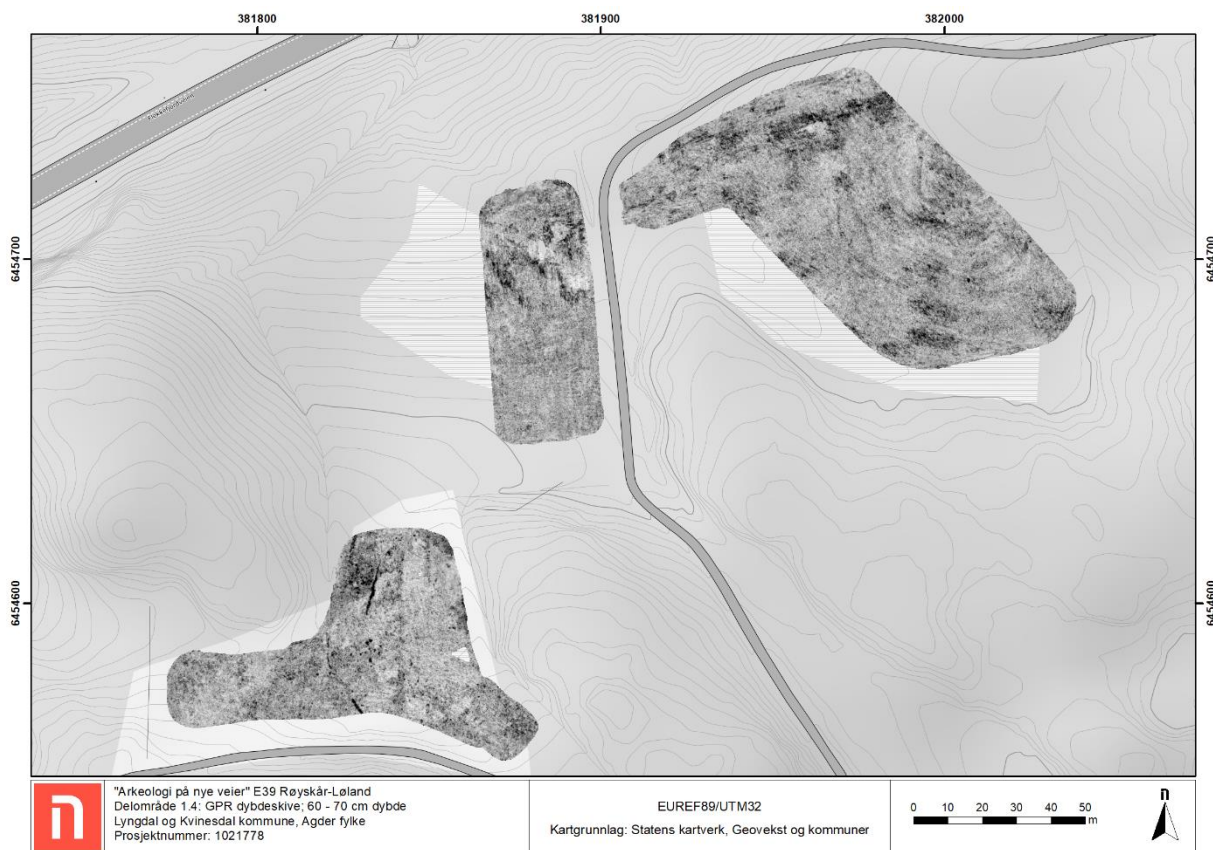 381800 381900 382000
Flekkefjordsveien
6454700 6454700
6454600 6454600
"Arkeologi på nye veier" E39 Røyskår-Løland
Delområde 1.4: GPR dybdeskive; 60 - 70 cm dybde
Lyngdal og Kvinesdal kommune, Agder fylke
Prosjektnummer: 1021778
EUREF89/UTM32
Kartgrunnlag: Statens kartverk, Geovekst og kommuner
0 10 20 30 40 50
m
n